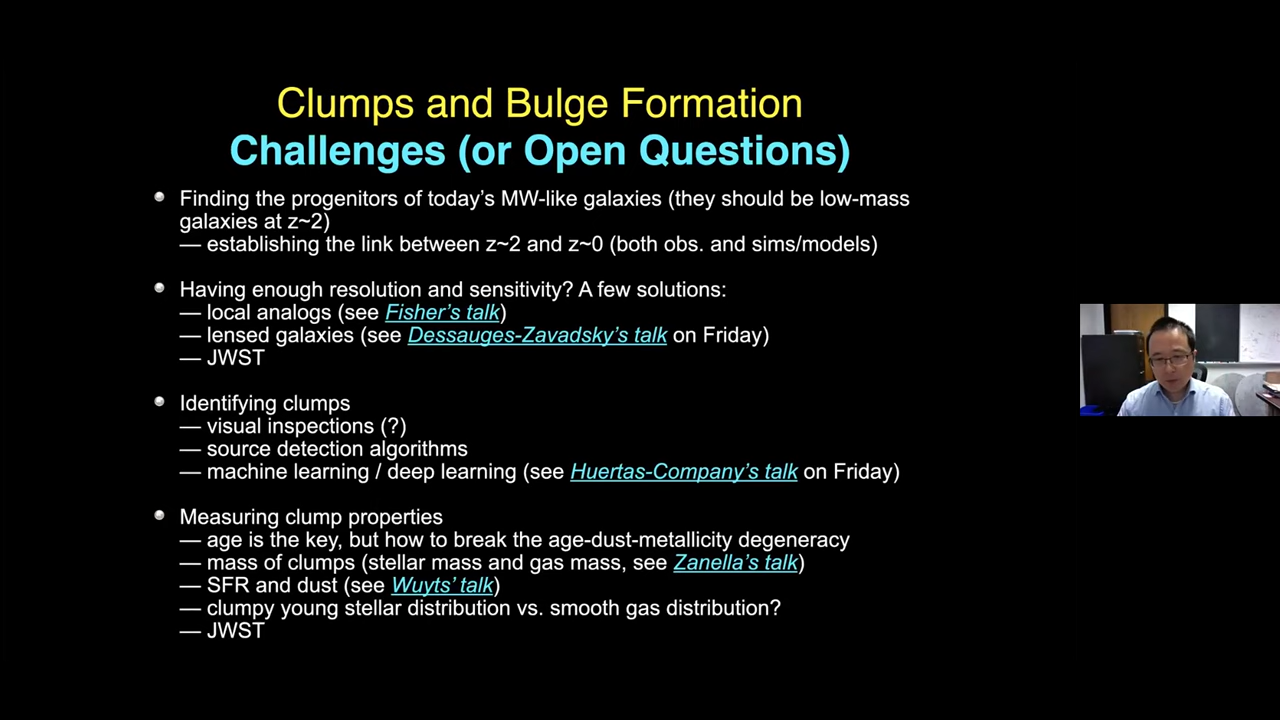 Clumps and Bulge Formation
Challenges (or Open Questions)
Finding the progenitors of today's MW-like galaxies (they should be low-mass
galaxies at z~2)
— establishing the link between z~2 and z~0 (both obs. and sims/models)
Having enough resolution and sensitivity? A few solutions:
— local analogs (see Fisher's talk)
— lensed galaxies (see Dessauges-Zavadsky's talk on Friday)
— JWST
Identifying clumps
— visual inspections (?)
— source detection algorithms
— machine learning / deep learning (see Huertas-Company's talk on Friday)
Measuring clump properties
— age is the key, but how to break the age-dust-metallicity degeneracy
— mass of clumps (stellar mass and gas mass, see Zanella's talk)
— SFR and dust (see Wuyts' talk)
— clumpy young stellar distribution vs. smooth gas distribution?
— JWST